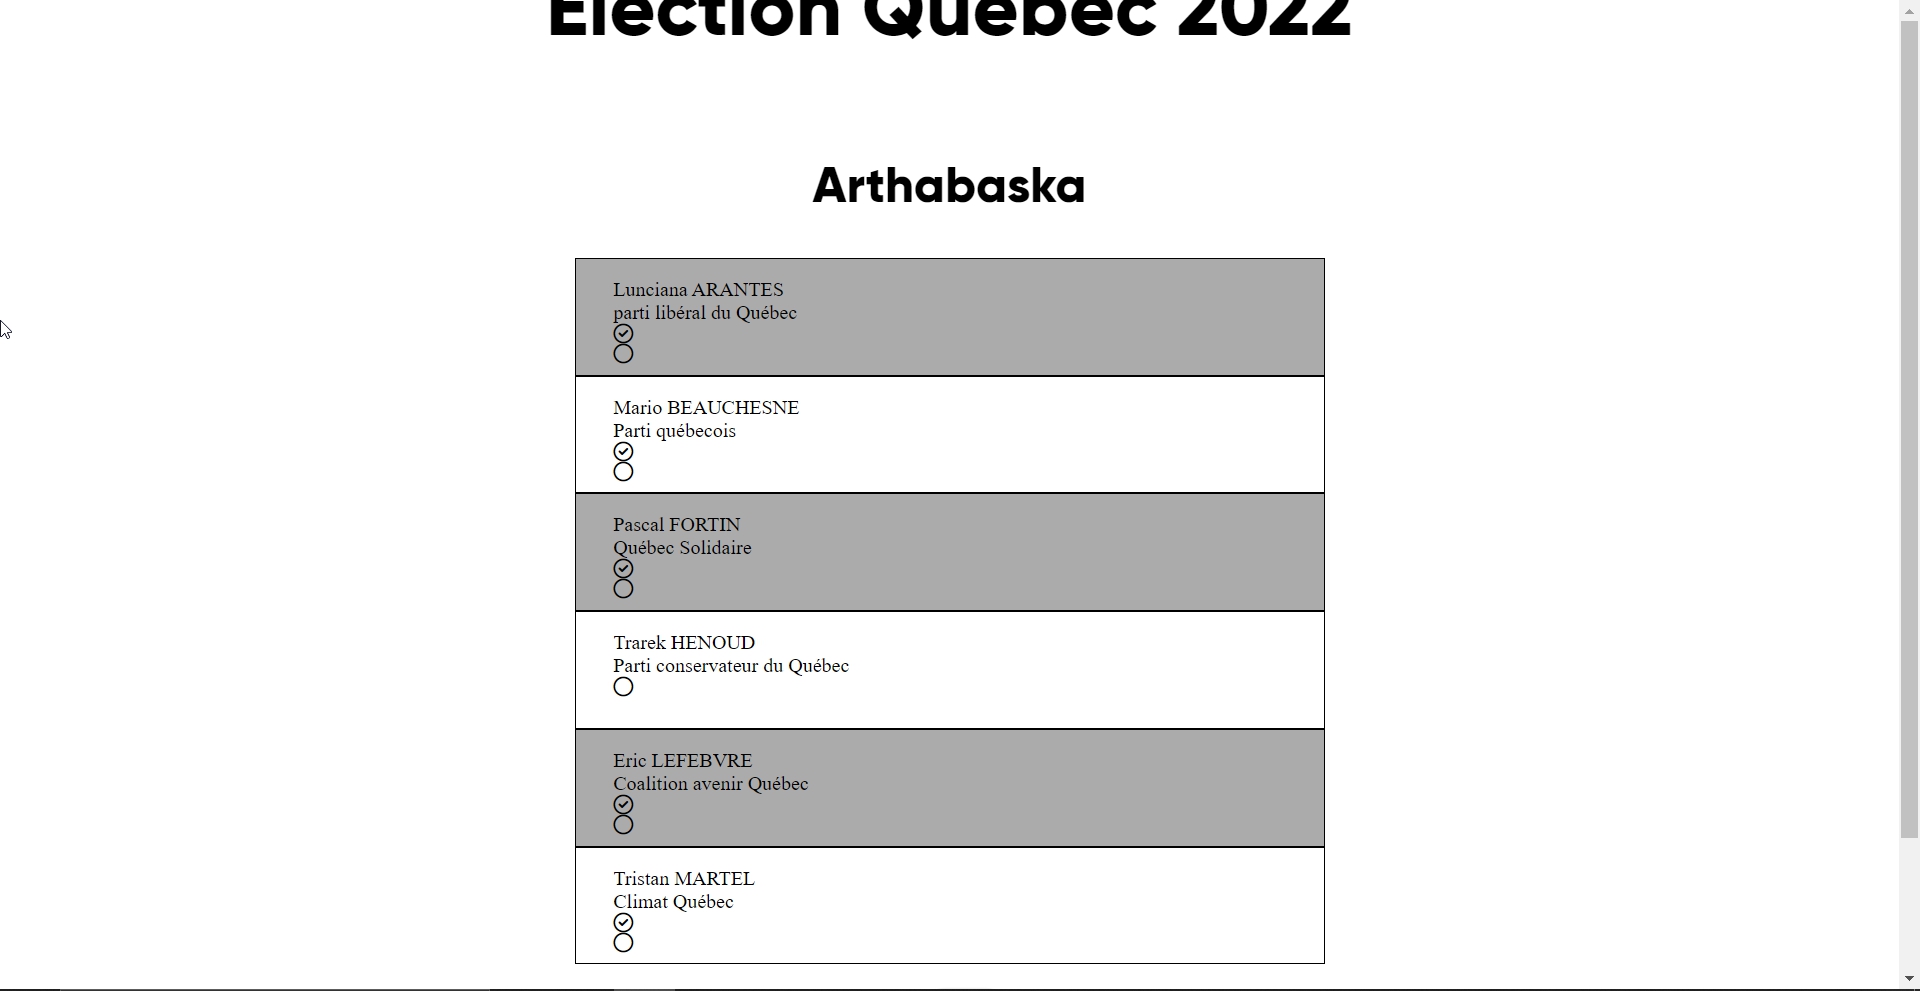 Élection Québec 2022
Arthabaska
Lunciana ARANTES
parti libéral du Québec
Mario BEAUCHESNE
Parti québecois
Pascal FORTIN
Québec Solidaire
Trarek HENOUD
Parti conservateur du Québec
Eric LEFEBVRE
Coalition avenir Québec
Tristan MARTEL
Climat Québec